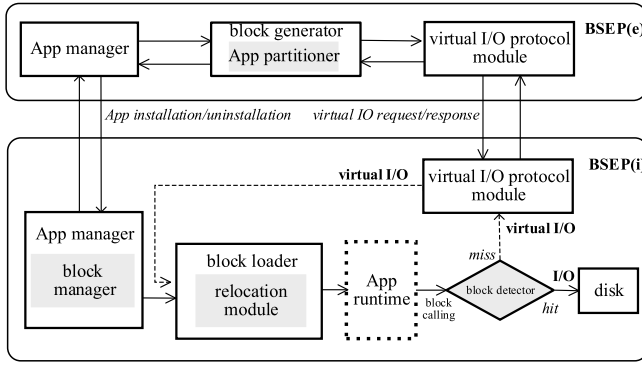 BSEP(e)
App manager
block generator
App partitioner
virtual I/O protocol
module
App installation/uninstallation
virtual IO request/response
BSEP(i)
virtual I/O
virtual I/O protocol
module
virtual I/O
App manager
block
manager
block loader
relocation
module
App
runtime
block
calling
miss
block detector
I/O
hit
disk